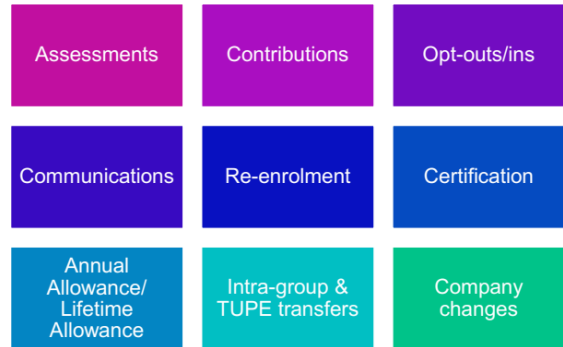 Assessments
Contributions
Opt-outs/ins
Communications
Re-enrolment
Certification
Annual
Allowance/
Lifetime
Allowance
Intra-group &
TUPE transfers
Company
changes